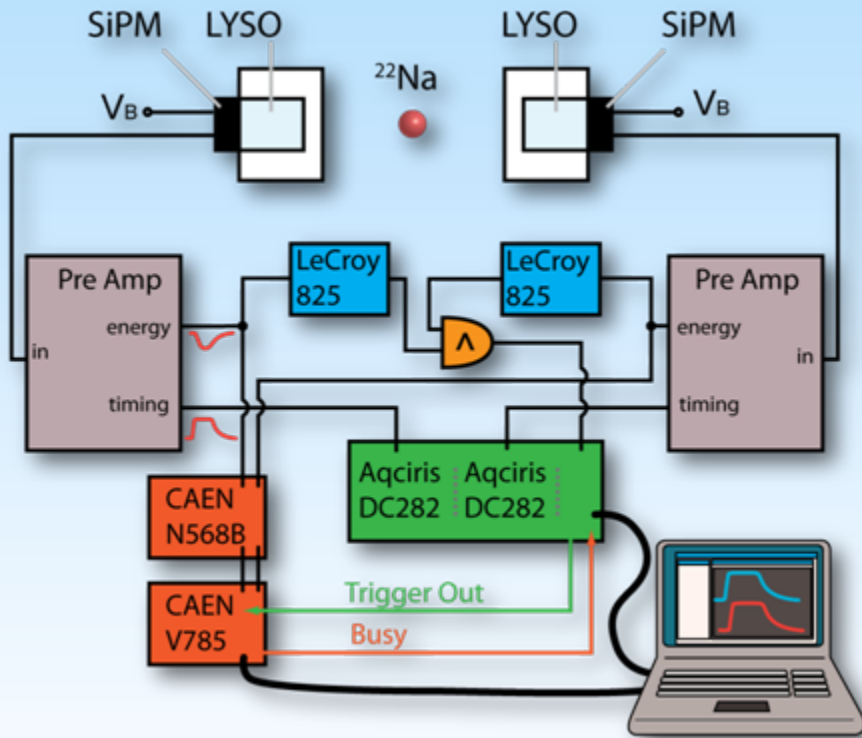 SiPM LYSO
LYSO SiPM
²²Na
VB
VB
LeCroy
825
LeCroy
825
Pre Amp
energy
in
timing
Pre Amp
energy
in
timing
Λ
Aqciris
DC282
Aqciris
DC282
CAEN
N568B
CAEN
V785
Trigger Out
Busy